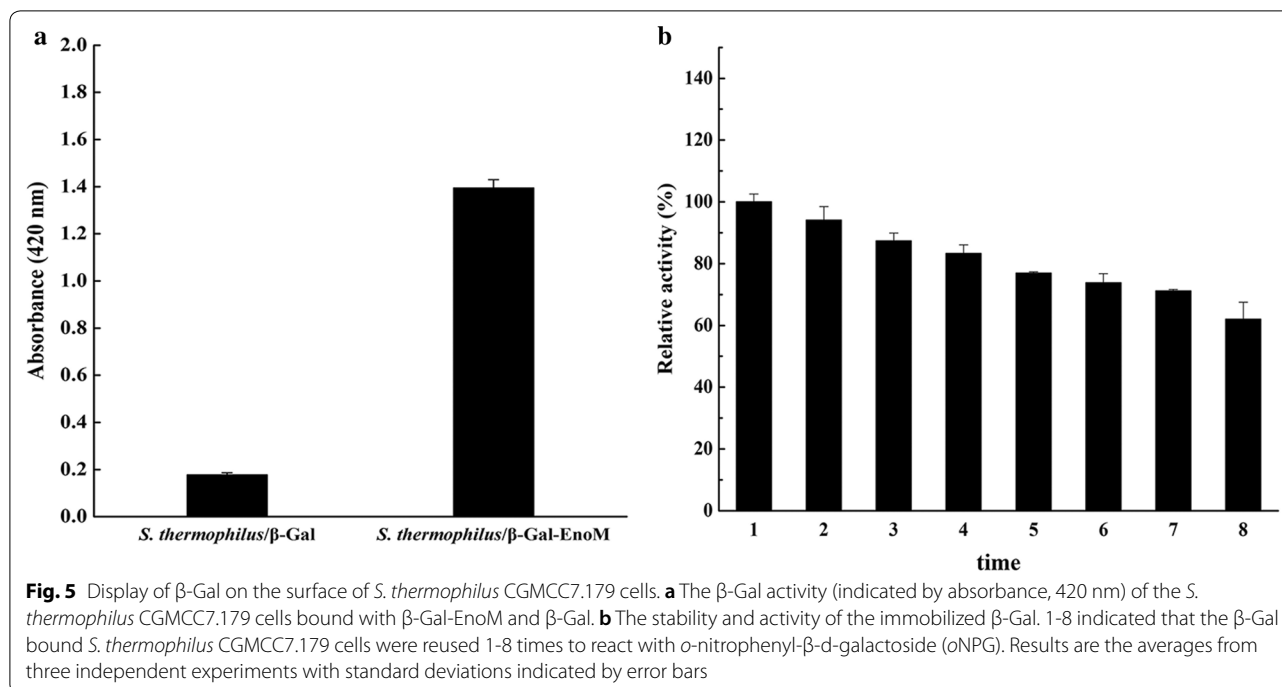 a
2.0
1.8
1.6
1.4
1.2
1.0
0.8
0.6
0.4
0.2
0.0
Absorbance (420 nm)
S. thermophilus/β-Gal
S. thermophilus/β-Gal-EnoM
b
140
120
100
80
60
40
20
0
Relative activity (%)
1 2 3 4 5 6 7 8
time
Fig. 5 Display of β-Gal on the surface of S. thermophilus CGMCC7.179 cells. a The β-Gal activity (indicated by absorbance, 420 nm) of the S.
thermophilus CGMCC7.179 cells bound with β-Gal-EnoM and β-Gal. b The stability and activity of the immobilized β-Gal. 1-8 indicated that the β-Gal
bound S. thermophilus CGMCC7.179 cells were reused 1-8 times to react with o-nitrophenyl-β-d-galactoside (oNPG). Results are the averages from
three independent experiments with standard deviations indicated by error bars